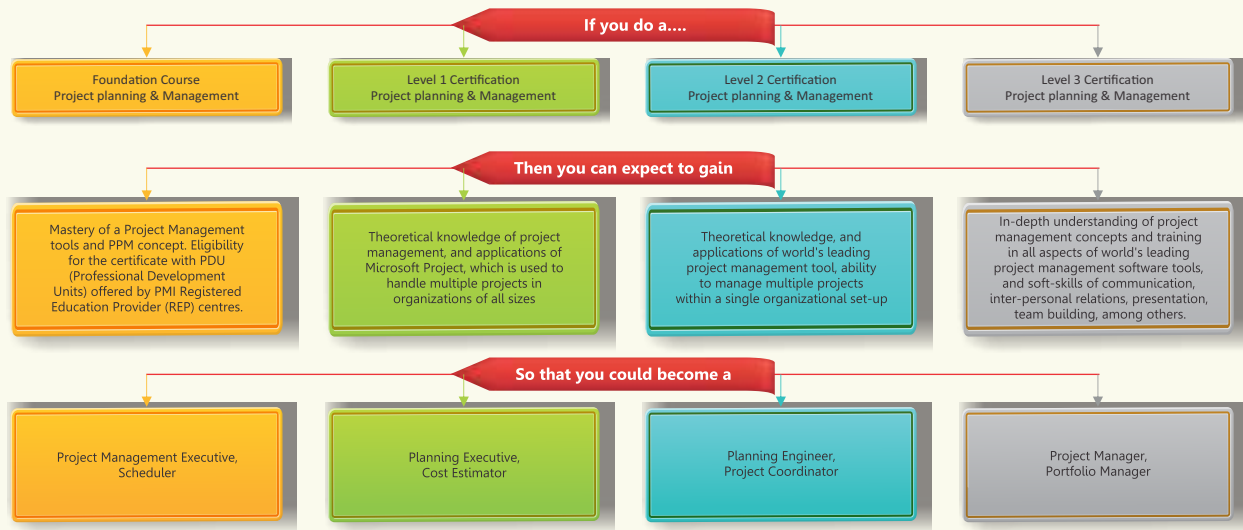 If you do a....
Foundation Course
Project planning & Management
Level 1 Certification
Project planning & Management
Level 2 Certification
Project planning & Management
Level 3 Certification
Project planning & Management
Then you can expect to gain
Mastery of a Project Management
tools and PPM concept. Eligibility
for the certificate with PDU
(Professional Development
Units) offered by PMI Registered
Education Provider (REP) centres.
Theoretical knowledge of project
management, and applications of
Microsoft Project, which is used to
handle multiple projects in
organizations of all sizes
Theoretical knowledge, and
applications of world's leading
project management tool, ability
to manage multiple projects
within a single organizational set-up
In-depth understanding of project
management concepts and training
in all aspects of world's leading
project management software tools,
and soft-skills of communication,
inter-personal relations, presentation,
team building, among others.
So that you could become a
Project Management Executive,
Scheduler
Planning Executive,
Cost Estimator
Planning Engineer,
Project Coordinator
Project Manager,
Portfolio Manager